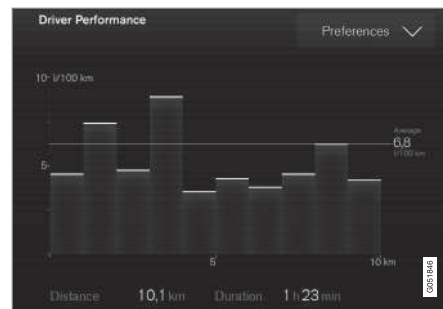 Driver Performance
Preferences
10 l/100 km
Average
6,8
l/100 km
5
5
10 km
G051846
Distance 10,1 km Duration 1 h 23 min